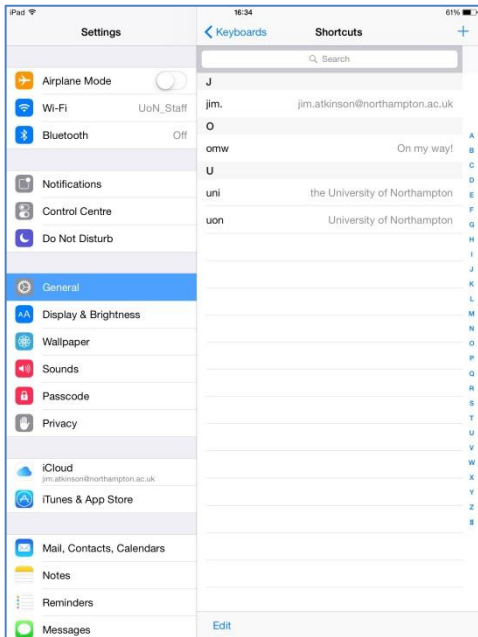 iPad 16:34 61%
Settings
Keyboards Shortcuts +
Search
Airplane Mode
Wi-Fi UoN_Staff
Bluetooth Off
Notifications
Control Centre
Do Not Disturb
General
AA Display & Brightness
Wallpaper
Sounds
Passcode
Privacy
iCloud
jim.atkinson@northampton.ac.uk
iTunes & App Store
Mail, Contacts, Calendars
Notes
Reminders
Messages
J
jim. jim.atkinson@northampton.ac.uk
O
omw On my way!
U
uni the University of Northampton
uon University of Northampton
Edit
A
B
C
D
E
F
G
H
I
J
K
L
M
N
O
P
Q
R
S
T
U
V
W
X
Y
Z
#